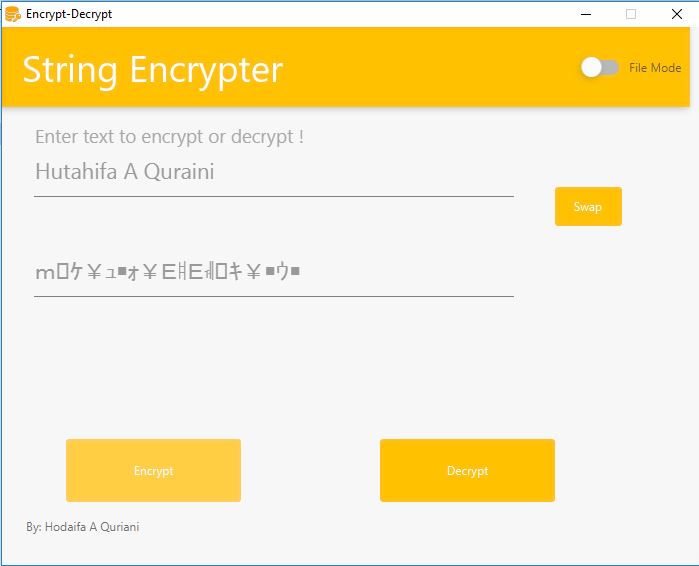 Encrypt-Decrypt
String Encrypter
File Mode
Enter text to encrypt or decrypt !
Hutahifa A Quraini
Swap
Encrypt
Decrypt
By: Hodaifa A Quriani